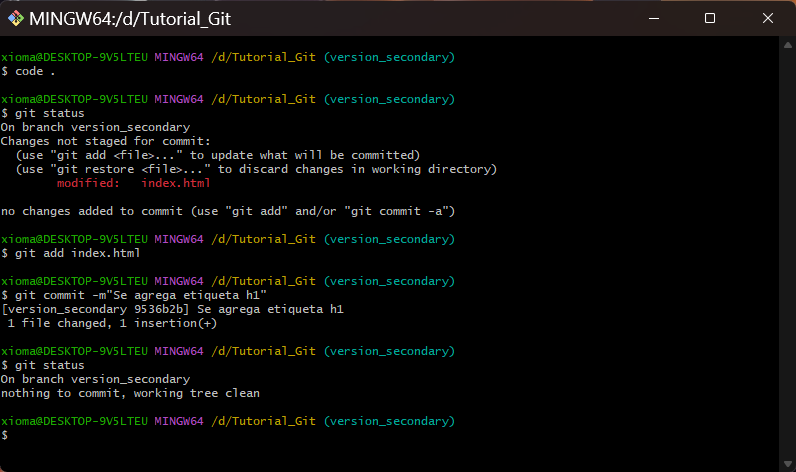 MINGW64:/d/Tutorial_Git
xioma@DESKTOP-9V5LTEU MINGW64 /d/Tutorial_Git (version_secondary)
$ code .
xioma@DESKTOP-9V5LTEU MINGW64 /d/Tutorial_Git (version_secondary)
$ git status
On branch version_secondary
Changes not staged for commit:
  (use "git add <file>..." to update what will be committed)
  (use "git restore <file>..." to discard changes in working directory)
        modified:   index.html
no changes added to commit (use "git add" and/or "git commit -a")
xioma@DESKTOP-9V5LTEU MINGW64 /d/Tutorial_Git (version_secondary)
$ git add index.html
xioma@DESKTOP-9V5LTEU MINGW64 /d/Tutorial_Git (version_secondary)
$ git commit -m"Se agrega etiqueta h1"
[version_secondary 9536b2b] Se agrega etiqueta h1
 1 file changed, 1 insertion(+)
xioma@DESKTOP-9V5LTEU MINGW64 /d/Tutorial_Git (version_secondary)
$ git status
On branch version_secondary
nothing to commit, working tree clean
xioma@DESKTOP-9V5LTEU MINGW64 /d/Tutorial_Git (version_secondary)
$